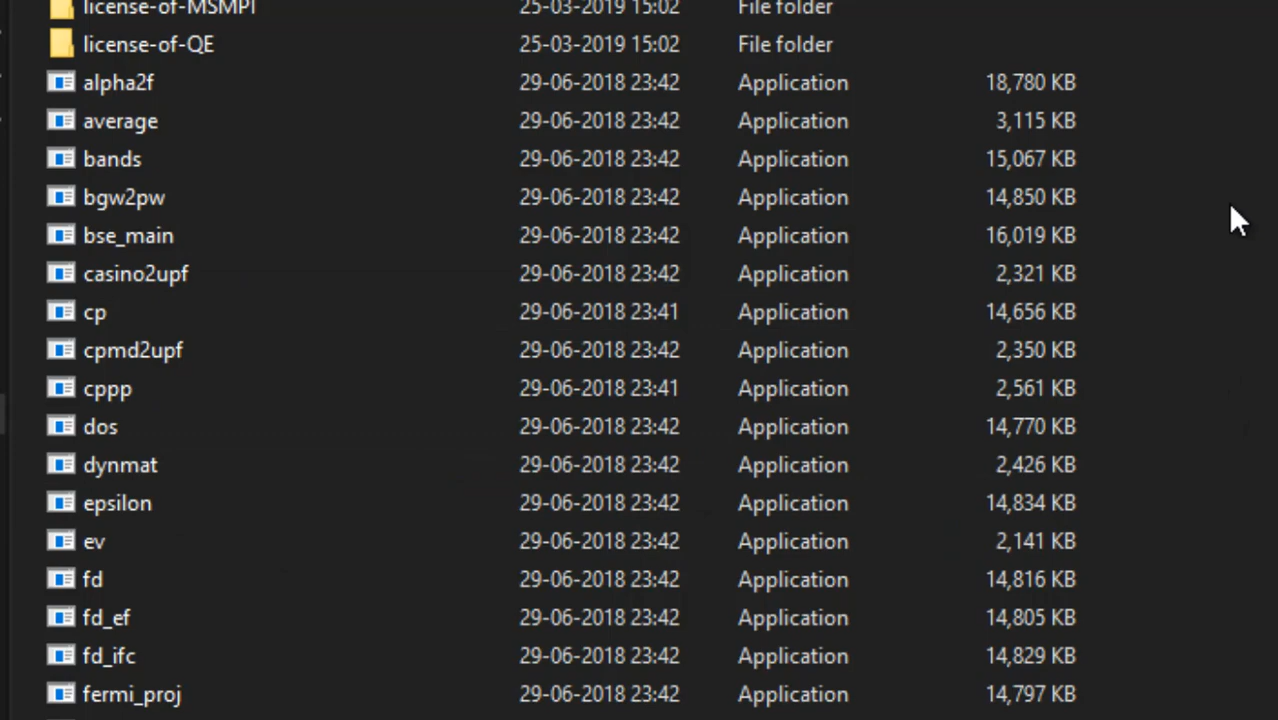 license-of-MSMPI 25-03-2019 15:02 File folder
license-of-QE 25-03-2019 15:02 File folder
alpha2f 29-06-2018 23:42 Application 18,780 KB
average 29-06-2018 23:42 Application 3,115 KB
bands 29-06-2018 23:42 Application 15,067 KB
bgw2pw 29-06-2018 23:42 Application 14,850 KB
bse_main 29-06-2018 23:42 Application 16,019 KB
casino2upf 29-06-2018 23:42 Application 2,321 KB
cp 29-06-2018 23:41 Application 14,656 KB
cpmd2upf 29-06-2018 23:42 Application 2,350 KB
cppp 29-06-2018 23:41 Application 2,561 KB
dos 29-06-2018 23:42 Application 14,770 KB
dynmat 29-06-2018 23:42 Application 2,426 KB
epsilon 29-06-2018 23:42 Application 14,834 KB
ev 29-06-2018 23:42 Application 2,141 KB
fd 29-06-2018 23:42 Application 14,816 KB
fd_ef 29-06-2018 23:42 Application 14,805 KB
fd_ifc 29-06-2018 23:42 Application 14,829 KB
fermi_proj 29-06-2018 23:42 Application 14,797 KB